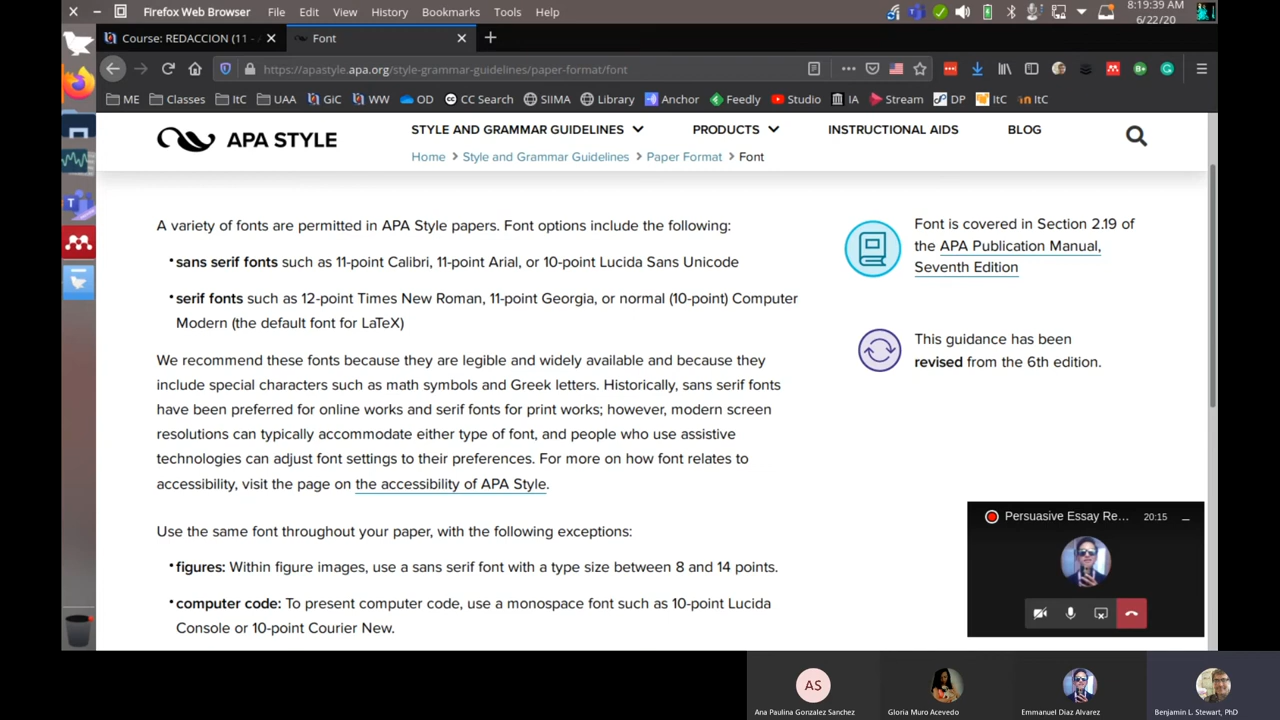 Firefox Web Browser File Edit View History Bookmarks Tools Help
8:19:39 AM
6/22/20
Course: REDACCION (11 - A
Font
https://apastyle.apa.org/style-grammar-guidelines/paper-format/font
ME Classes ItC UAA GiC WW OD CC Search SIIMA Library Anchor Feedly Studio IA Stream DP ItC ItC
APA STYLE
STYLE AND GRAMMAR GUIDELINES PRODUCTS INSTRUCTIONAL AIDS BLOG
Home > Style and Grammar Guidelines > Paper Format > Font
A variety of fonts are permitted in APA Style papers. Font options include the following:
• sans serif fonts such as 11-point Calibri, 11-point Arial, or 10-point Lucida Sans Unicode
• serif fonts such as 12-point Times New Roman, 11-point Georgia, or normal (10-point) Computer
Modern (the default font for LaTeX)
We recommend these fonts because they are legible and widely available and because they
include special characters such as math symbols and Greek letters. Historically, sans serif fonts
have been preferred for online works and serif fonts for print works; however, modern screen
resolutions can typically accommodate either type of font, and people who use assistive
technologies can adjust font settings to their preferences. For more on how font relates to
accessibility, visit the page on the accessibility of APA Style.
Use the same font throughout your paper, with the following exceptions:
• figures: Within figure images, use a sans serif font with a type size between 8 and 14 points.
• computer code: To present computer code, use a monospace font such as 10-point Lucida
Console or 10-point Courier New.
Font is covered in Section 2.19 of
the APA Publication Manual,
Seventh Edition
This guidance has been
revised from the 6th edition.
Persuasive Essay Re... 20:15
AS
Ana Paulina Gonzalez Sanchez
Gloria Muro Acevedo
Emmanuel Diaz Alvarez
Benjamin L. Stewart, PhD